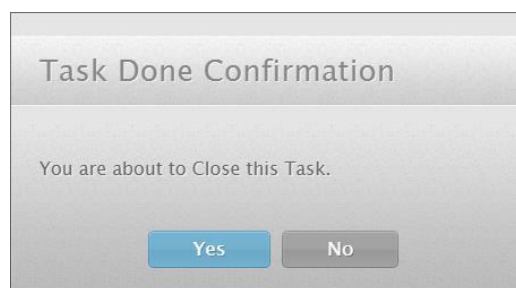 Task Done Confirmation
You are about to Close this Task.
Yes No